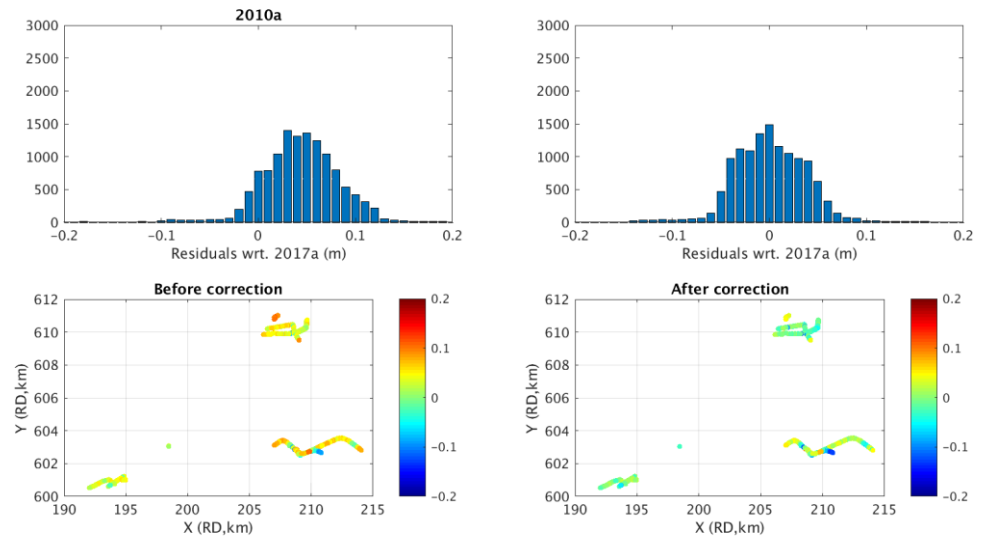 2010a
3000
2500
2000
1500
1000
500
0
−0.2 −0.1 0 0.1 0.2
Residuals wrt. 2017a (m)
3000
2500
2000
1500
1000
500
0
−0.2 −0.1 0 0.1 0.2
Residuals wrt. 2017a (m)
Before correction
Y (RD,km)
612
610
608
606
604
602
600
190 195 200 205 210 215
X (RD,km)
0.2
0.1
0
−0.1
−0.2
After correction
Y (RD,km)
612
610
608
606
604
602
600
190 195 200 205 210 215
X (RD,km)
0.2
0.1
0
−0.1
−0.2